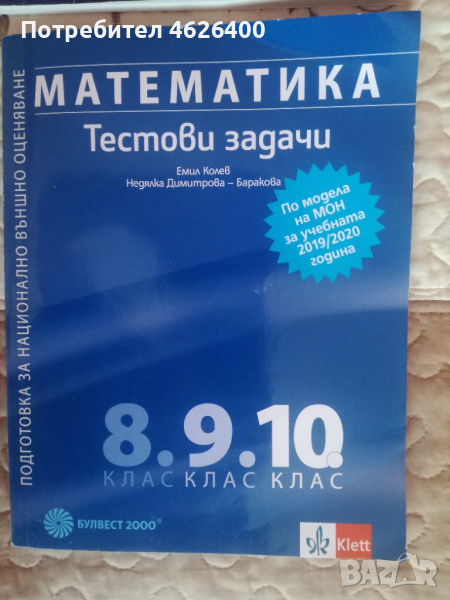 Потребител 4626400
ПОДГОТОВКА ЗА НАЦИОНАЛНО ВЪНШНО ОЦЕНЯВАНЕ
МАТЕМАТИКА
Тестови задачи
Емил Колев
Недялка Димитрова – Баракова
По модела
на МОН
за учебната
2019/2020
година
8. 9. 10.
КЛАС КЛАС КЛАС
БУЛВЕСТ 2000®
Klett
BAZAR